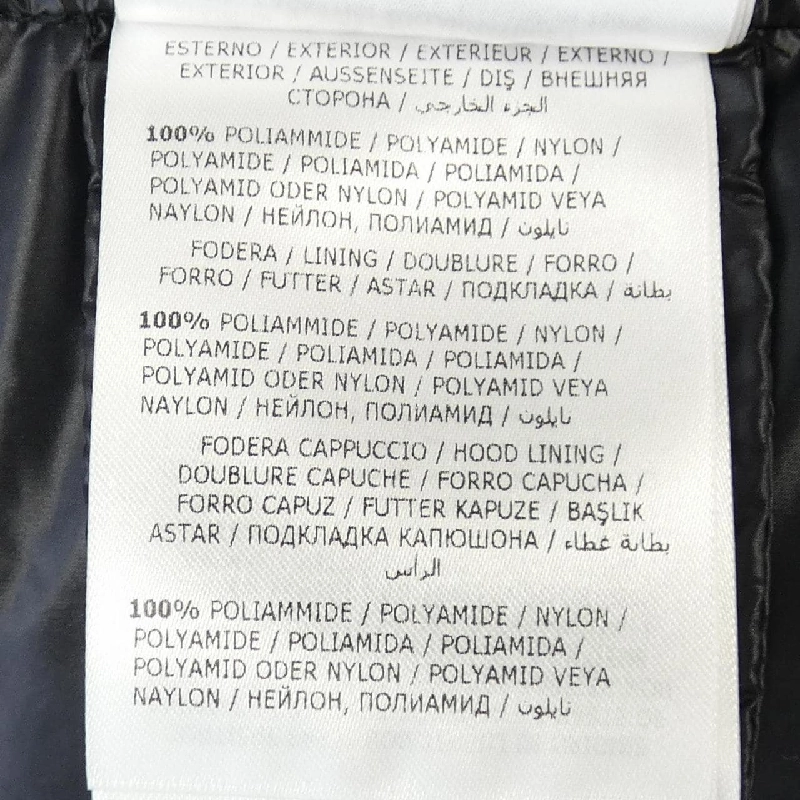 ESTERNO / EXTERIOR / EXTERIEUR / EXTERNO /
EXTERIOR / AUSSENSEITE / DIŞ / ВНЕШНЯЯ
СТОРОНА / الجزء الخارجي
100% POLIAMMIDE / POLYAMIDE / NYLON /
POLYAMIDE / POLIAMIDA / POLIAMIDA /
POLYAMID ODER NYLON / POLYAMID VEYA
NAYLON / НЕЙЛОН, ПОЛИАМИД / نايلون
FODERA / LINING / DOUBLURE / FORRO /
FORRO / FUTTER / ASTAR / ПОДКЛАДКА / بطانة
100% POLIAMMIDE / POLYAMIDE / NYLON /
POLYAMIDE / POLIAMIDA / POLIAMIDA /
POLYAMID ODER NYLON / POLYAMID VEYA
NAYLON / НЕЙЛОН, ПОЛИАМИД / نايلون
FODERA CAPPUCCIO / HOOD LINING /
DOUBLURE CAPUCHE / FORRO CAPUCHA /
FORRO CAPUZ / FUTTER KAPUZE / BAŞLIK
ASTAR / ПОДКЛАДКА КАПЮШОНА / بطانة غطاء
الرأس
100% POLIAMMIDE / POLYAMIDE / NYLON /
POLYAMIDE / POLIAMIDA / POLIAMIDA /
POLYAMID ODER NYLON / POLYAMID VEYA
NAYLON / НЕЙЛОН, ПОЛИАМИД / نايلون